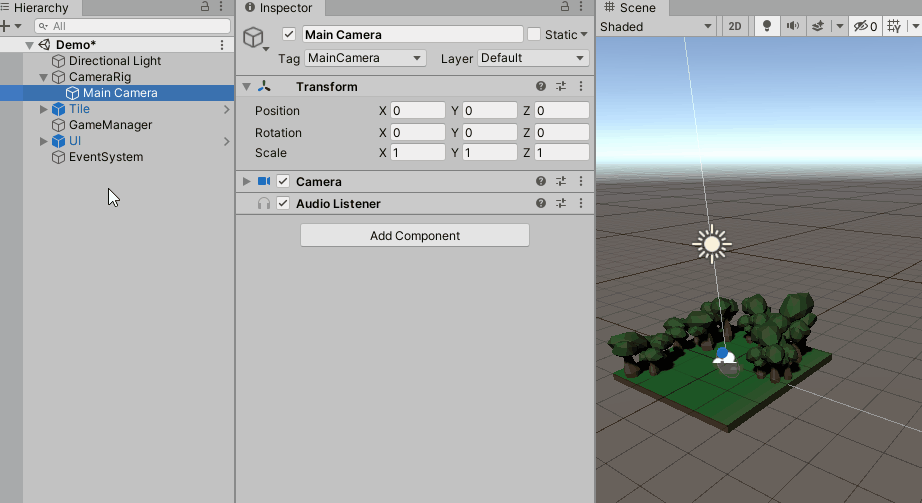 Hierarchy
All
Demo*
Directional Light
CameraRig
Main Camera
Tile
GameManager
UI
EventSystem
Inspector
Main Camera
Static
Tag MainCamera Layer Default
Transform
Position X 0 Y 0 Z 0
Rotation X 0 Y 0 Z 0
Scale X 1 Y 1 Z 1
Camera
Audio Listener
Add Component
Scene
Shaded 2D 0